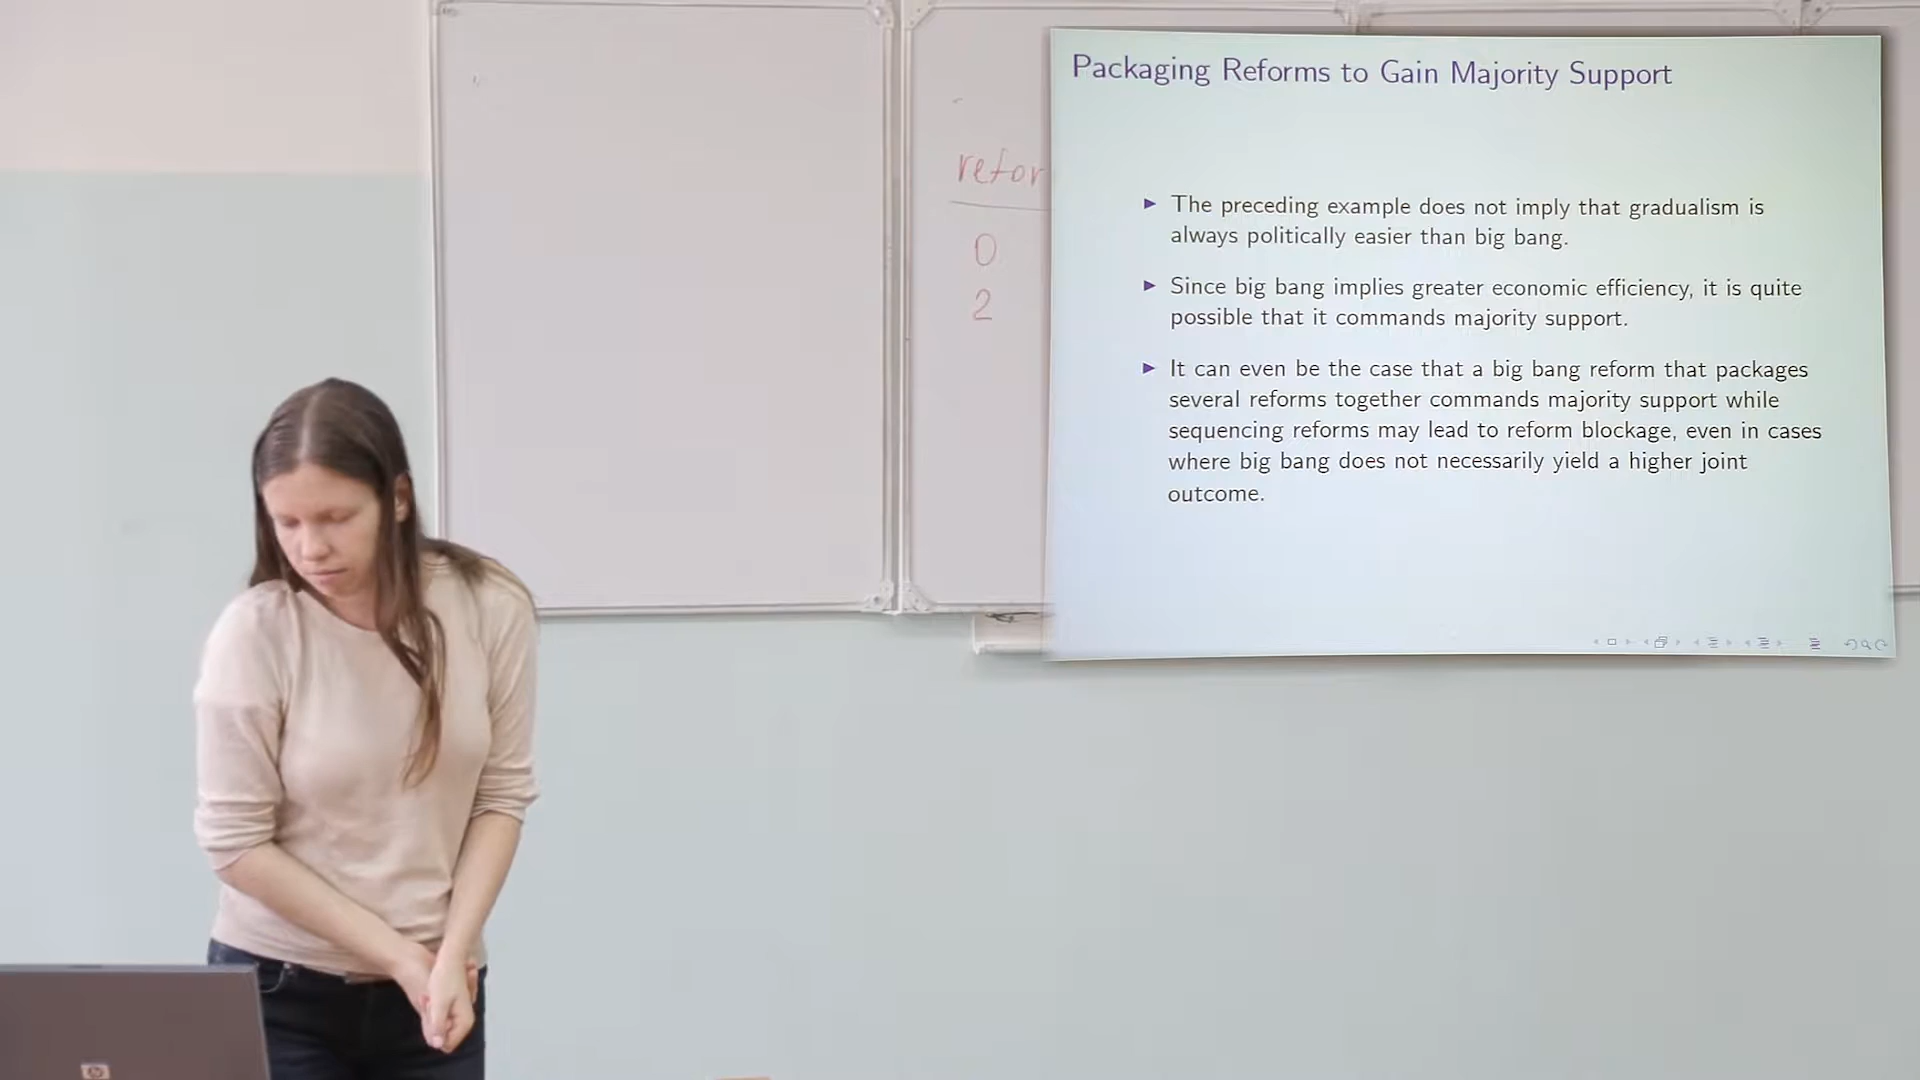 Packaging Reforms to Gain Majority Support
The preceding example does not imply that gradualism is
always politically easier than big bang.
Since big bang implies greater economic efficiency, it is quite
possible that it commands majority support.
It can even be the case that a big bang reform that packages
several reforms together commands majority support while
sequencing reforms may lead to reform blockage, even in cases
where big bang does not necessarily yield a higher joint
outcome.
refor
0
2
hp